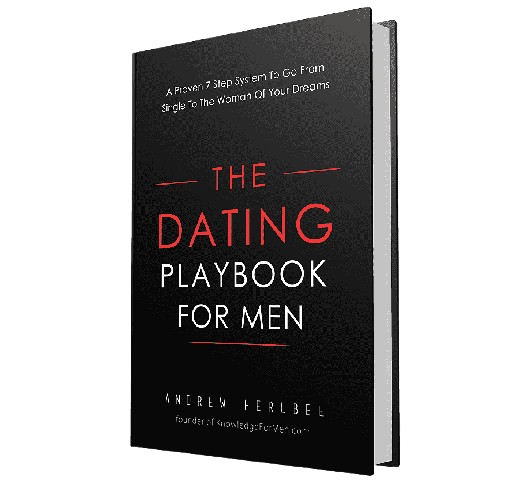 A Proven 7 Step System To Go From
Single To The Woman Of Your Dreams
THE
DATING
PLAYBOOK
FOR MEN
ANDREW FEREBEE
founder of KnowledgeForMen.com